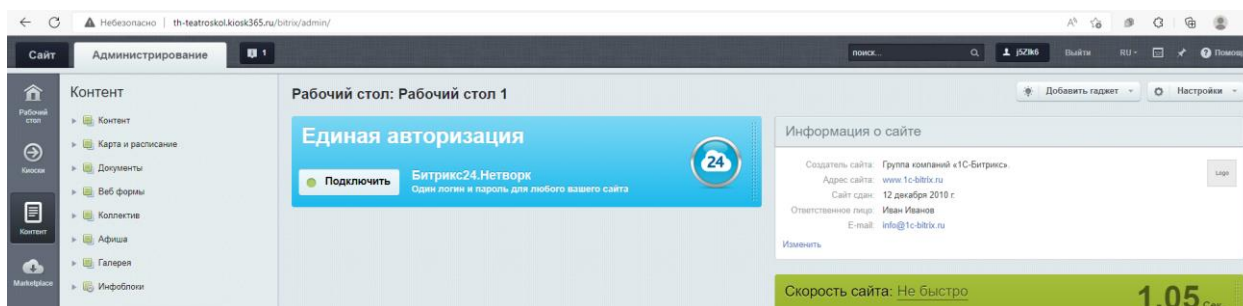 Небезопасно | th-teatroskol.kiosk365.ru/bitrix/admin/
Сайт Администрирование 1 поиск... j5Zlk6 Выйти RU Помощь
Рабочий стол
Киоски
Контент
Marketplace
Контент
Контент
Карта и расписание
Документы
Веб формы
Коллектив
Афиша
Галерея
Инфоблоки
Рабочий стол: Рабочий стол 1
Добавить гаджет Настройки
Единая авторизация
Подключить
Битрикс24.Нетворк
Один логин и пароль для любого вашего сайта
24
Информация о сайте
Создатель сайта: Группа компаний «1С-Битрикс».
Адрес сайта: www.1c-bitrix.ru
Сайт сдан: 12 декабря 2010 г.
Ответственное лицо: Иван Иванов
E-mail: info@1c-bitrix.ru
Logo
Изменить
Скорость сайта: Не быстро
1.05 Сек